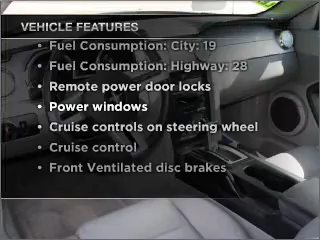 VEHICLE FEATURES
• Fuel Consumption: City: 19
• Fuel Consumption: Highway: 28
• Remote power door locks
• Power windows
• Cruise controls on steering wheel
• Cruise control
• Front Ventilated disc brakes